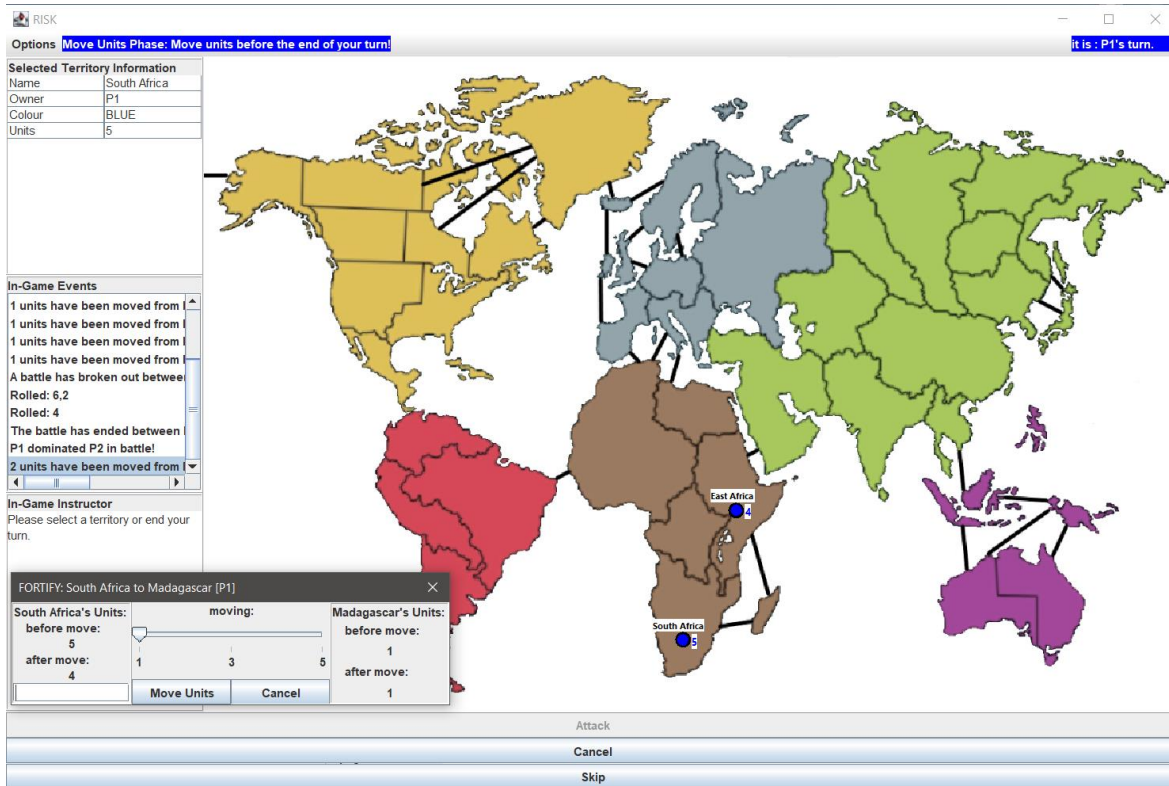 RISK
Options Move Units Phase: Move units before the end of your turn! it is : P1's turn.
Selected Territory Information
Name South Africa
Owner P1
Colour BLUE
Units 5
In-Game Events
1 units have been moved from
1 units have been moved from
1 units have been moved from
1 units have been moved from
A battle has broken out between
Rolled: 6,2
Rolled: 4
The battle has ended between
P1 dominated P2 in battle!
2 units have been moved from
In-Game Instructor
Please select a territory or end your
turn.
East Africa
4
South Africa
5
FORTIFY: South Africa to Madagascar [P1]
South Africa's Units: moving: Madagascar's Units:
before move: before move:
5 1
after move: 1 3 5 after move:
4 1
Move Units Cancel
Attack
Cancel
Skip